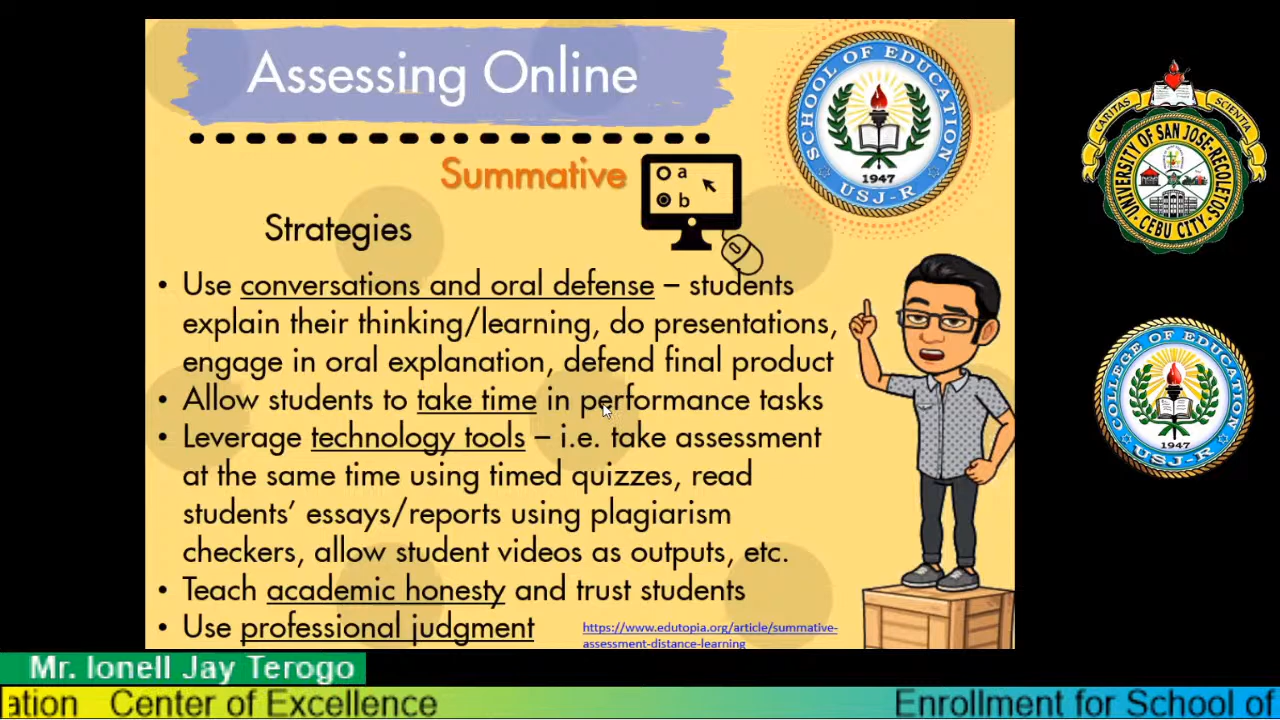 Assessing Online
Summative
a
b
Strategies
• Use conversations and oral defense – students
explain their thinking/learning, do presentations,
engage in oral explanation, defend final product
• Allow students to take time in performance tasks
• Leverage technology tools – i.e. take assessment
at the same time using timed quizzes, read
students’ essays/reports using plagiarism
checkers, allow student videos as outputs, etc.
• Teach academic honesty and trust students
• Use professional judgment
https://www.edutopia.org/article/summative-
assessment-distance-learning
SCHOOL OF EDUCATION
1947
USJ-R
CARITAS
SCIENTIA
UNIVERSITY OF SAN JOSE-RECOLETOS
CEBU CITY
COLLEGE OF EDUCATION
1947
USJ-R
Mr. Ionell Jay Terogo
ation Center of Excellence
Enrollment for School of